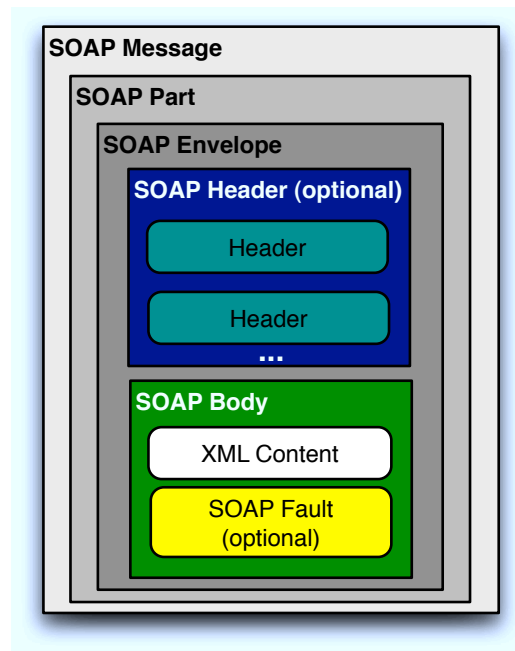 SOAP Message
SOAP Part
SOAP Envelope
SOAP Header (optional)
Header
Header
...
SOAP Body
XML Content
SOAP Fault
(optional)